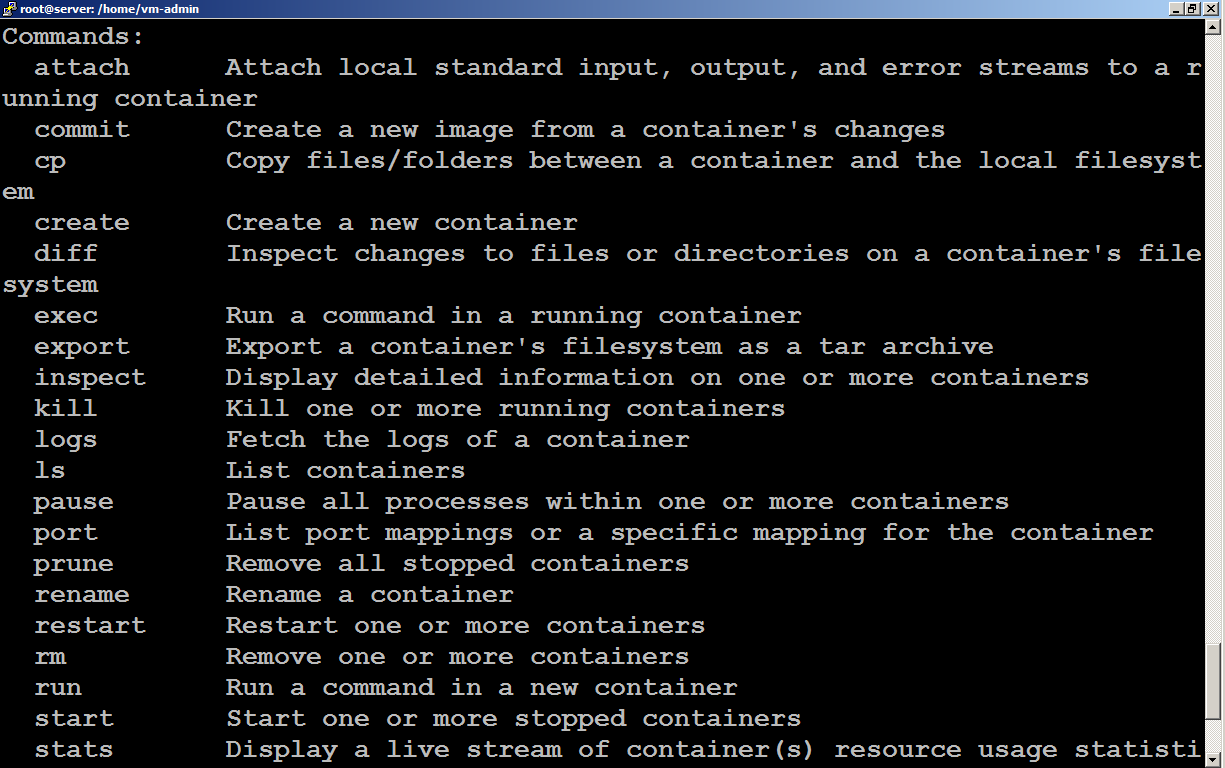 root@server: /home/vm-admin
Commands:
  attach      Attach local standard input, output, and error streams to a r
unning container
  commit      Create a new image from a container's changes
  cp          Copy files/folders between a container and the local filesyst
em
  create      Create a new container
  diff        Inspect changes to files or directories on a container's file
system
  exec        Run a command in a running container
  export      Export a container's filesystem as a tar archive
  inspect     Display detailed information on one or more containers
  kill        Kill one or more running containers
  logs        Fetch the logs of a container
  ls          List containers
  pause       Pause all processes within one or more containers
  port        List port mappings or a specific mapping for the container
  prune       Remove all stopped containers
  rename      Rename a container
  restart     Restart one or more containers
  rm          Remove one or more containers
  run         Run a command in a new container
  start       Start one or more stopped containers
  stats       Display a live stream of container(s) resource usage statisti